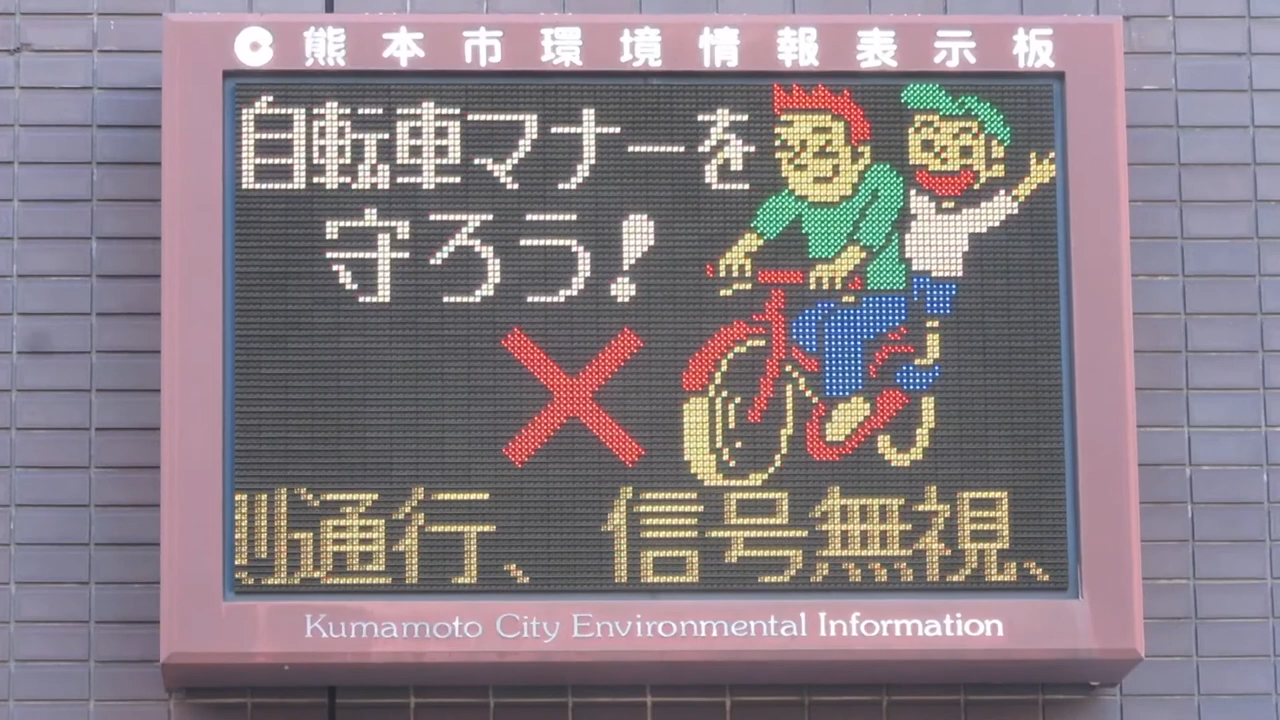 熊本市環境情報表示板
自転車マナーを
守ろう!
側通行、信号無視、
Kumamoto City Environmental Information